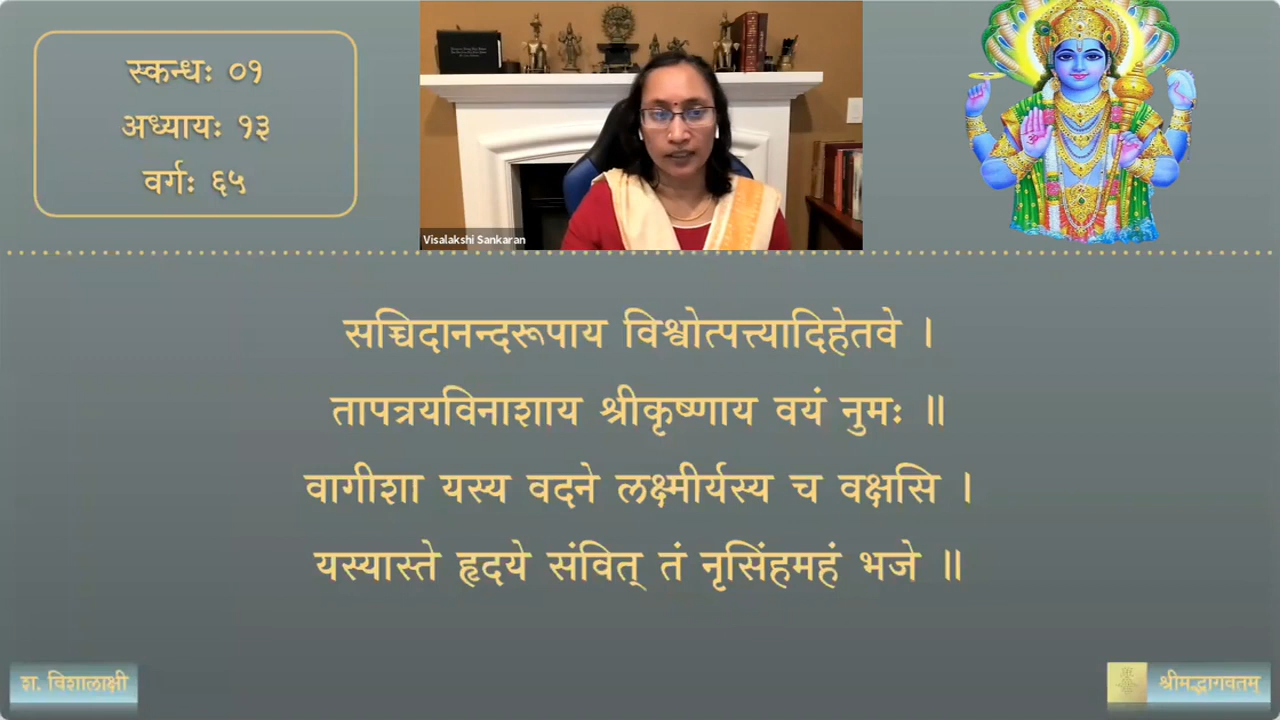 स्कन्धः ०१
अध्यायः १३
वर्गः ६५
Visalakshi Sankaran
सच्चिदानन्दरूपाय विश्वोत्पत्त्यादिहेतवे ।
तापत्रयविनाशाय श्रीकृष्णाय वयं नुमः ॥
वागीशा यस्य वदने लक्ष्मीर्यस्य च वक्षसि ।
यस्यास्ते हृदये संवित् तं नृसिंहमहं भजे ॥
श. विशालाक्षी
श्रीमद्भागवतम्